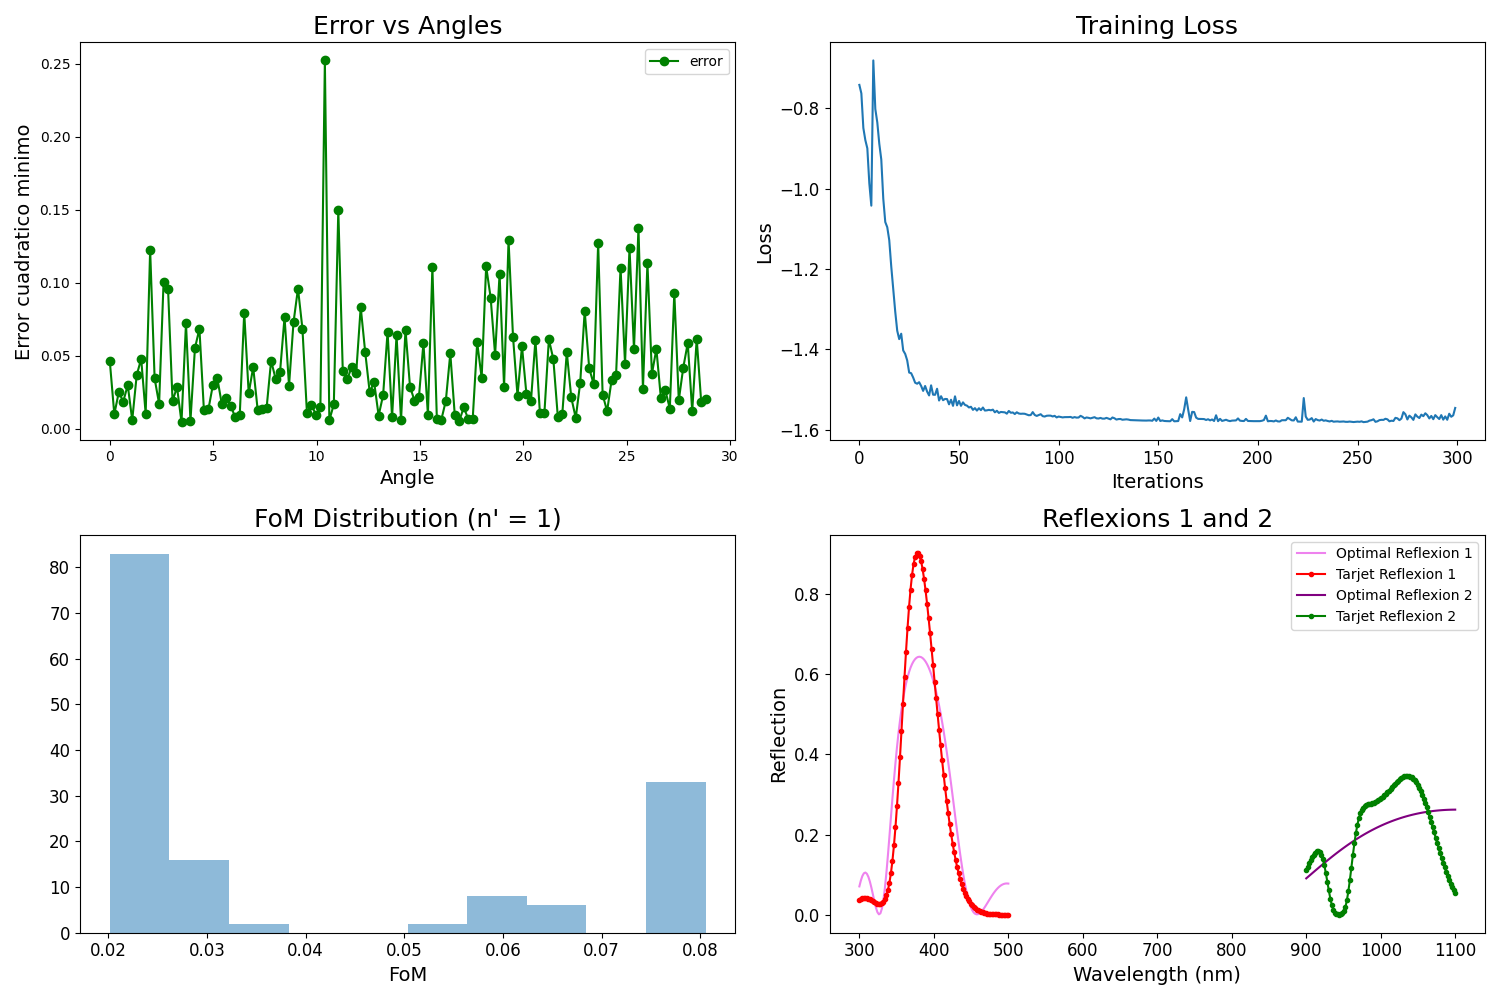 Error vs Angles
error
0.25
0.20
0.15
0.10
0.05
0.00
Error cuadratico minimo
0 5 10 15 20 25 30
Angle
Training Loss
−0.8
−1.0
−1.2
−1.4
−1.6
Loss
0 50 100 150 200 250 300
Iterations
FoM Distribution (n' = 1)
80
70
60
50
40
30
20
10
0
0.02 0.03 0.04 0.05 0.06 0.07 0.08
FoM
Reflexions 1 and 2
Optimal Reflexion 1
Tarjet Reflexion 1
Optimal Reflexion 2
Tarjet Reflexion 2
0.8
0.6
0.4
0.2
0.0
Reflection
300 400 500 600 700 800 900 1000 1100
Wavelength (nm)